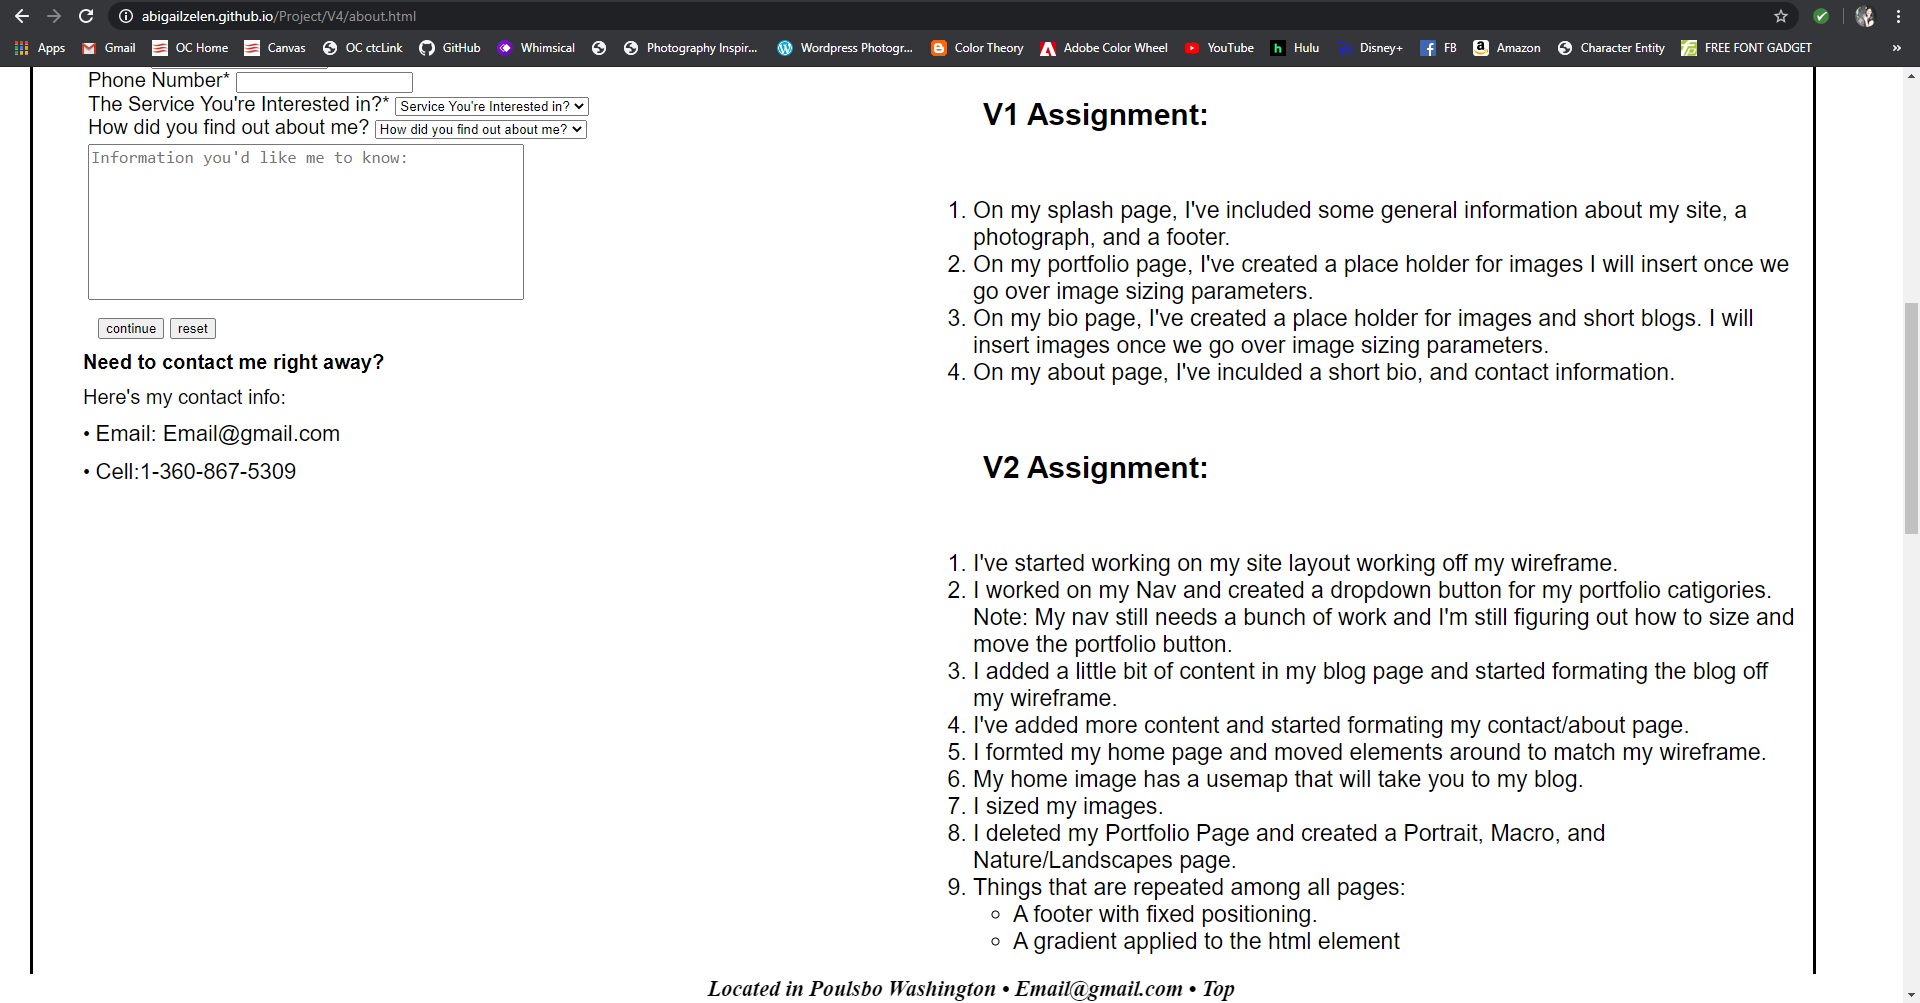 abigailzelen.github.io/Project/V4/about.html
Apps Gmail OC Home Canvas OC ctcLink GitHub Whimsical Photography Inspir... Wordpress Photogr... Color Theory Adobe Color Wheel YouTube Hulu Disney+ FB Amazon Character Entity FREE FONT GADGET »
Phone Number*
The Service You're Interested in?* Service You're Interested in?
How did you find out about me? How did you find out about me?
Information you'd like me to know:
continue reset
Need to contact me right away?
Here's my contact info:
• Email: Email@gmail.com
• Cell:1-360-867-5309
V1 Assignment:
1. On my splash page, I've included some general information about my site, a
photograph, and a footer.
2. On my portfolio page, I've created a place holder for images I will insert once we
go over image sizing parameters.
3. On my bio page, I've created a place holder for images and short blogs. I will
insert images once we go over image sizing parameters.
4. On my about page, I've inculded a short bio, and contact information.
V2 Assignment:
1. I've started working on my site layout working off my wireframe.
2. I worked on my Nav and created a dropdown button for my portfolio catigories.
Note: My nav still needs a bunch of work and I'm still figuring out how to size and
move the portfolio button.
3. I added a little bit of content in my blog page and started formating the blog off
my wireframe.
4. I've added more content and started formating my contact/about page.
5. I formted my home page and moved elements around to match my wireframe.
6. My home image has a usemap that will take you to my blog.
7. I sized my images.
8. I deleted my Portfolio Page and created a Portrait, Macro, and
Nature/Landscapes page.
9. Things that are repeated among all pages:
◦ A footer with fixed positioning.
◦ A gradient applied to the html element
Located in Poulsbo Washington • Email@gmail.com • Top